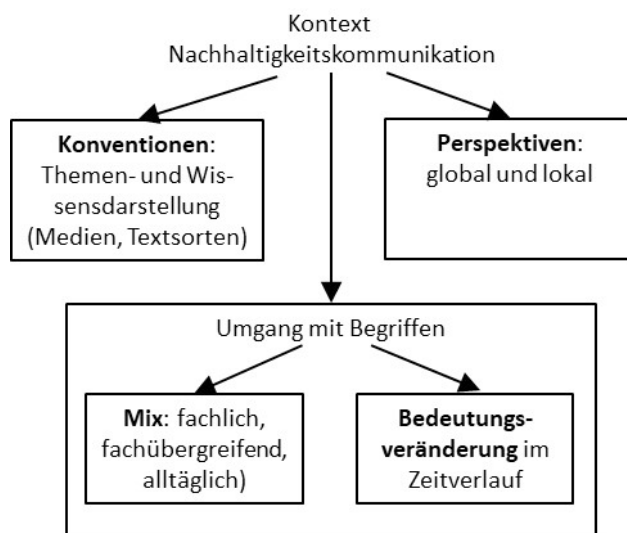 Kontext
Nachhaltigkeitskommunikation
Konventionen:
Themen- und Wis-
sensdarstellung
(Medien, Textsorten)
Perspektiven:
global und lokal
Umgang mit Begriffen
Mix: fachlich,
fachübergreifend,
alltäglich)
Bedeutungs-
veränderung im
Zeitverlauf